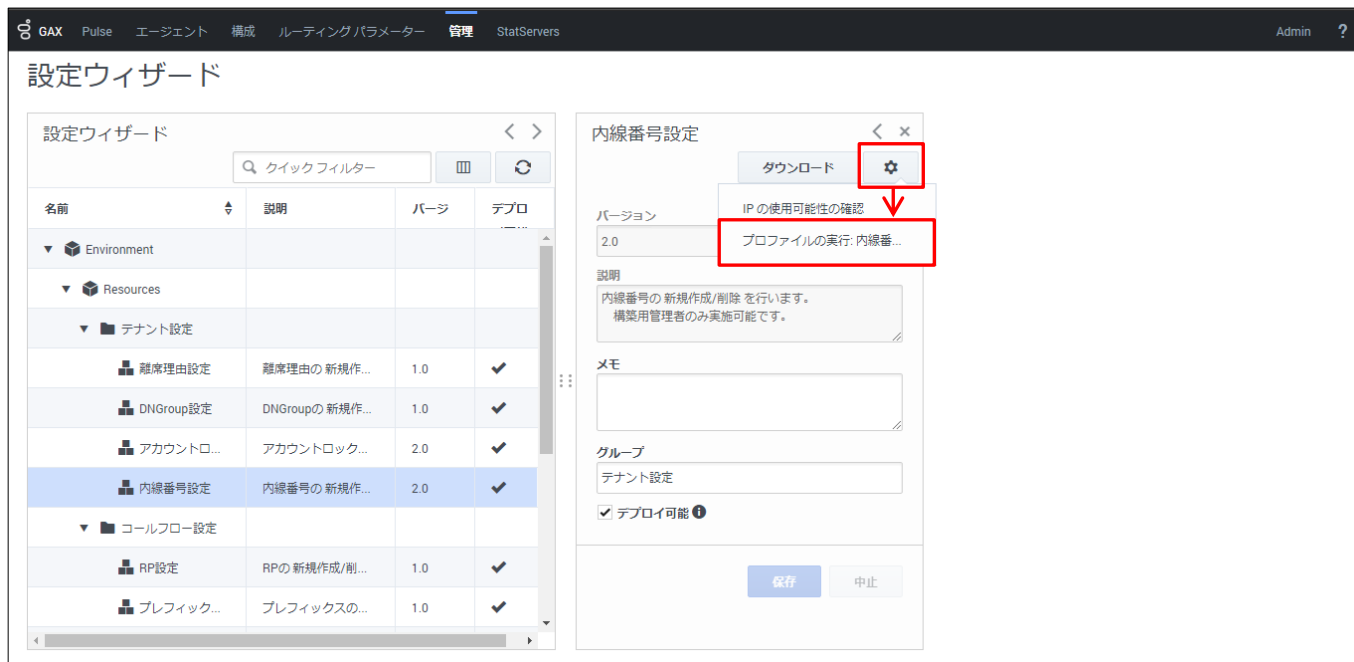 GAX Pulse エージェント 構成 ルーティング パラメーター 管理 StatServers Admin ?
設定ウィザード
設定ウィザード
クイック フィルター
名前 説明 バージ デプロ
Environment
Resources
テナント設定
離席理由設定 離席理由の 新規作... 1.0
DNGroup設定 DNGroupの 新規作... 1.0
アカウントロ... アカウントロック... 2.0
内線番号設定 内線番号の 新規作... 2.0
コールフロー設定
RP設定 RPの 新規作成/削... 1.0
プレフィック... プレフィックスの... 1.0
内線番号設定
ダウンロード
IP の使用可能性の確認
プロファイルの実行: 内線番...
バージョン
2.0
説明
内線番号の 新規作成/削除 を行います。
構築用管理者のみ実施可能です。
メモ
グループ
テナント設定
デプロイ可能
保存 中止